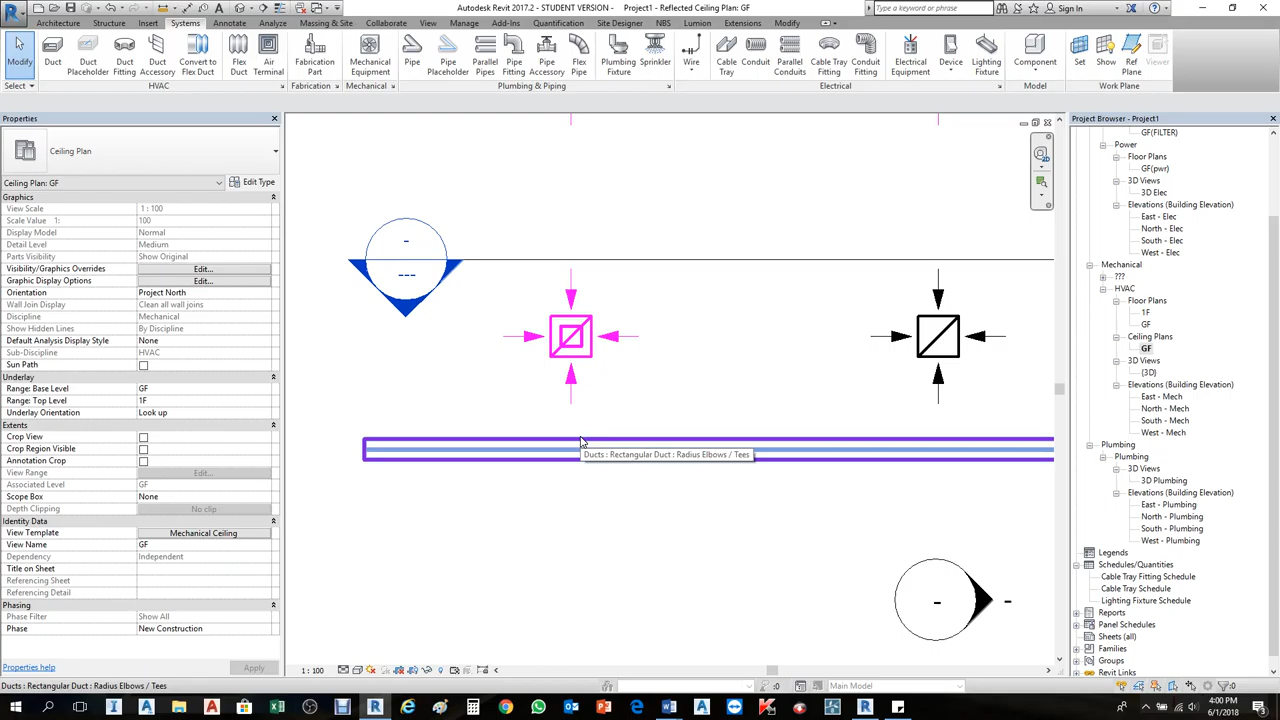 Autodesk Revit 2017.2 - STUDENT VERSION - Project1 - Reflected Ceiling Plan: GF
Type a keyword or phrase
Sign In
Architecture Structure Insert Systems Annotate Analyze Massing & Site Collaborate View Manage Add-Ins Quantification Site Designer NBS Lumion Extensions Modify
Modify
Duct
Duct Placeholder
Duct Fitting
Duct Accessory
Convert to Flex Duct
Flex Duct
Air Terminal
Fabrication Part
Mechanical Equipment
Pipe
Pipe Placeholder
Parallel Pipes
Pipe Fitting
Pipe Accessory
Flex Pipe
Plumbing Fixture
Sprinkler
Wire
Cable Tray
Conduit
Parallel Conduits
Cable Tray Fitting
Conduit Fitting
Electrical Equipment
Device
Lighting Fixture
Component
Set
Show
Ref Plane
Viewer
Select HVAC Fabrication Mechanical Plumbing & Piping Electrical Model Work Plane
Properties
Ceiling Plan
Ceiling Plan: GF Edit Type
Graphics
View Scale 1 : 100
Scale Value 1: 100
Display Model Normal
Detail Level Medium
Parts Visibility Show Original
Visibility/Graphics Overrides Edit...
Graphic Display Options Edit...
Orientation Project North
Wall Join Display Clean all wall joins
Discipline Mechanical
Show Hidden Lines By Discipline
Default Analysis Display Style None
Sub-Discipline HVAC
Sun Path
Underlay
Range: Base Level GF
Range: Top Level 1F
Underlay Orientation Look up
Extents
Crop View
Crop Region Visible
Annotation Crop
View Range Edit...
Associated Level GF
Scope Box None
Depth Clipping No clip
Identity Data
View Template Mechanical Ceiling
View Name GF
Dependency Independent
Title on Sheet
Referencing Sheet
Referencing Detail
Phasing
Phase Filter Show All
Phase New Construction
Properties help Apply
-
---
Ducts : Rectangular Duct : Radius Elbows / Tees
- -
1 : 100
Project Browser - Project1
GF(FILTER)
Power
Floor Plans
GF(pwr)
3D Views
3D Elec
Elevations (Building Elevation)
East - Elec
North - Elec
South - Elec
West - Elec
Mechanical
???
HVAC
Floor Plans
1F
GF
Ceiling Plans
GF
3D Views
{3D}
Elevations (Building Elevation)
East - Mech
North - Mech
South - Mech
West - Mech
Plumbing
Plumbing
3D Views
3D Plumbing
Elevations (Building Elevation)
East - Plumbing
North - Plumbing
South - Plumbing
West - Plumbing
Legends
Schedules/Quantities
Cable Tray Fitting Schedule
Cable Tray Schedule
Lighting Fixture Schedule
Reports
Panel Schedules
Sheets (all)
Families
Groups
Revit Links
Ducts : Rectangular Duct : Radius Elbows / Tees
:0
Main Model
:0
4:00 PM
6/1/2018